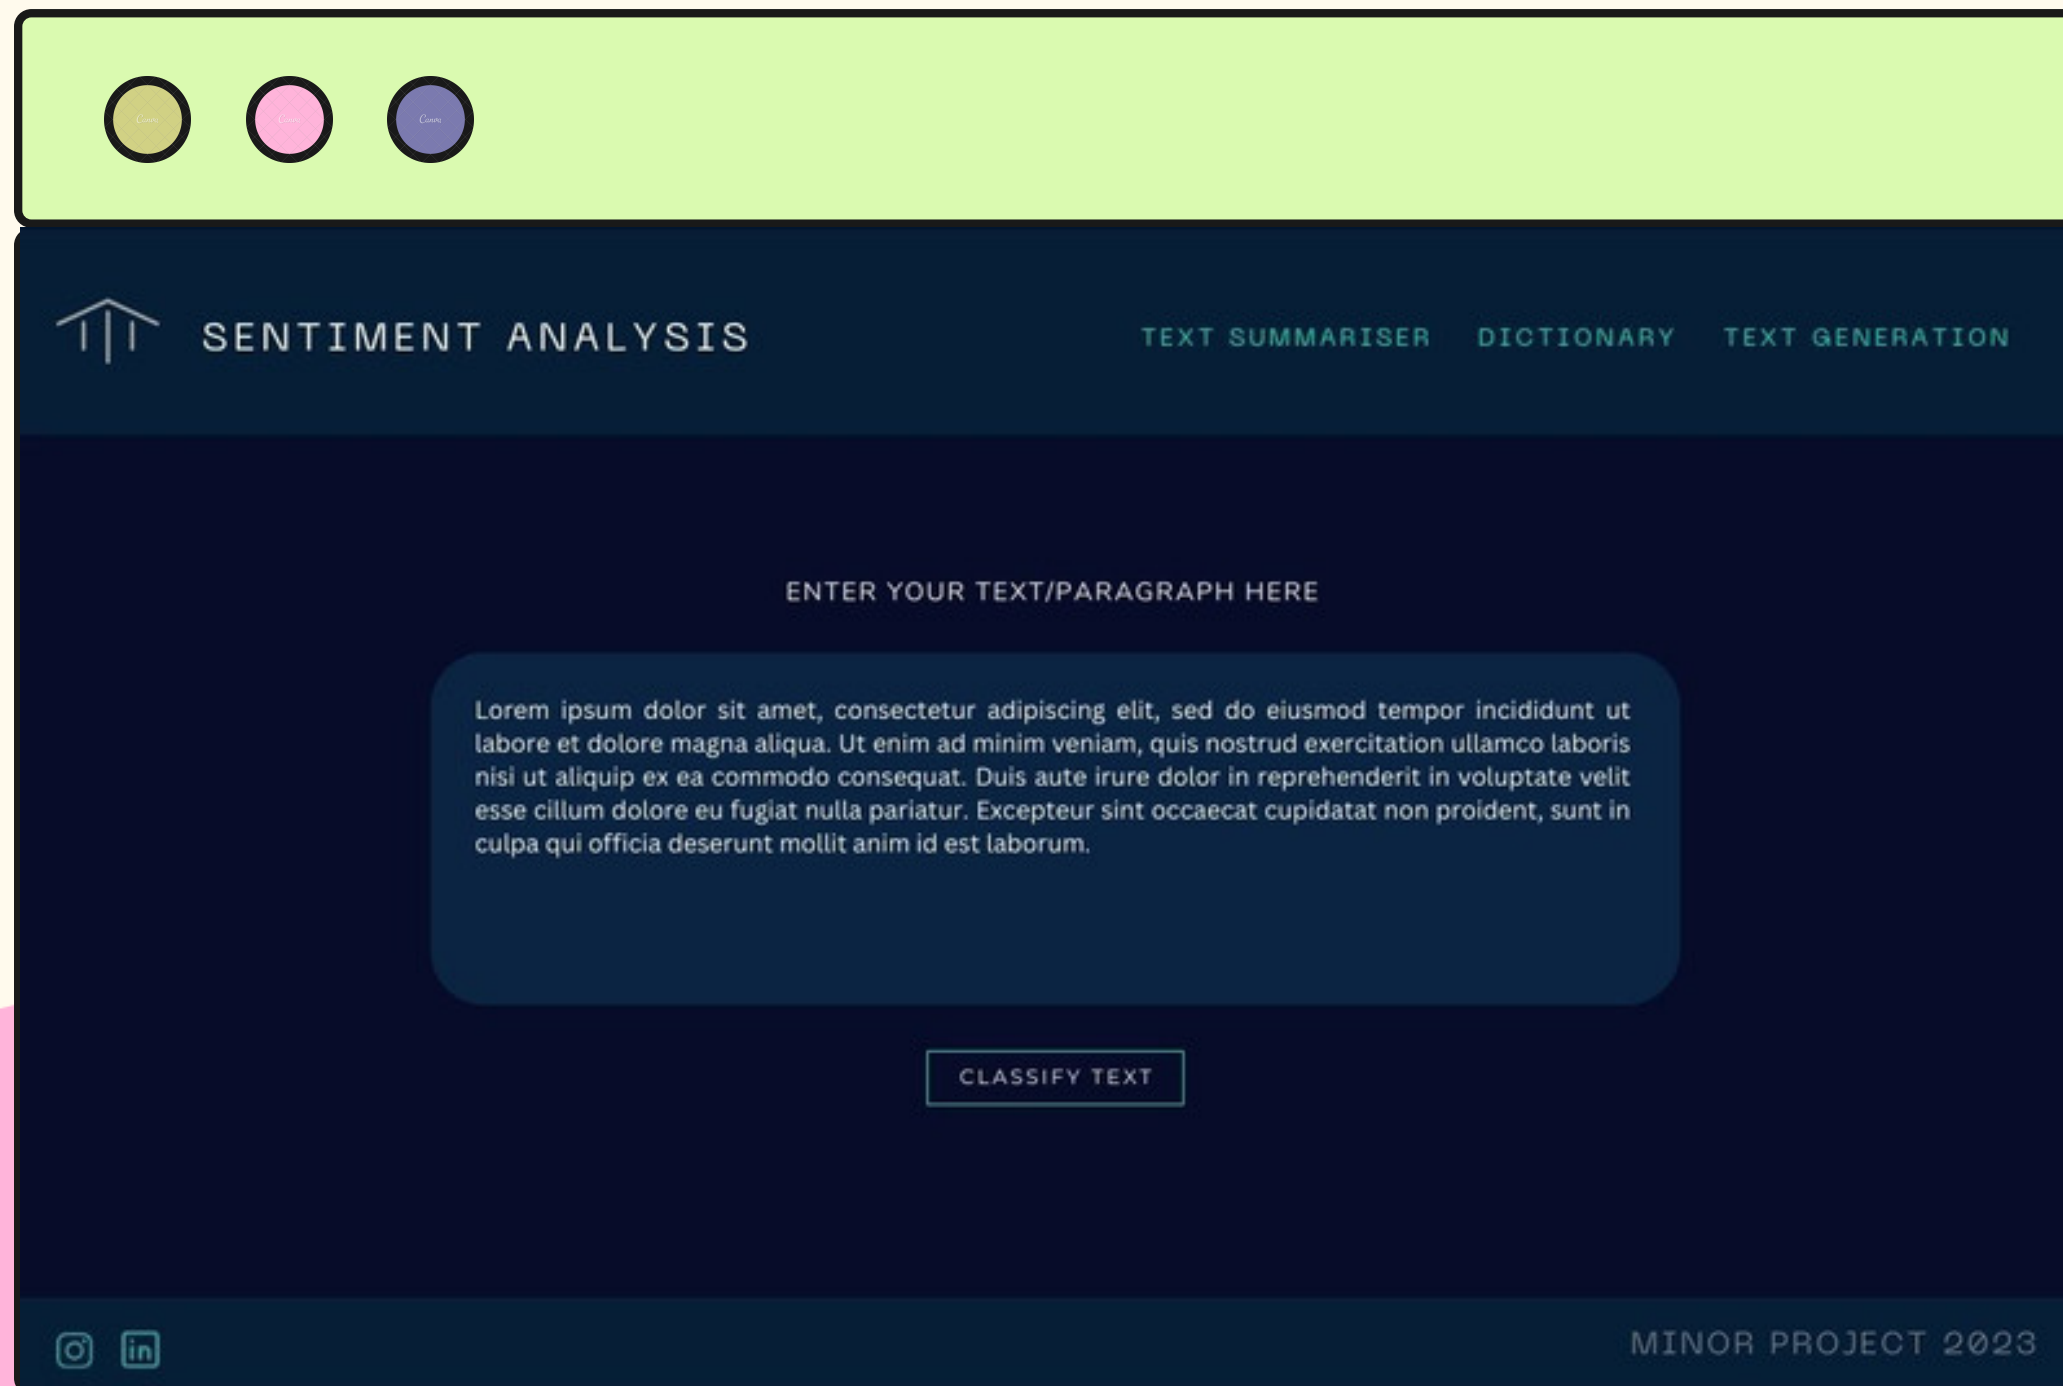 Canva Canva Canva
SENTIMENT ANALYSIS
TEXT SUMMARISER DICTIONARY TEXT GENERATION
ENTER YOUR TEXT/PARAGRAPH HERE
Lorem ipsum dolor sit amet, consectetur adipiscing elit, sed do eiusmod tempor incididunt ut
labore et dolore magna aliqua. Ut enim ad minim veniam, quis nostrud exercitation ullamco laboris
nisi ut aliquip ex ea commodo consequat. Duis aute irure dolor in reprehenderit in voluptate velit
esse cillum dolore eu fugiat nulla pariatur. Excepteur sint occaecat cupidatat non proident, sunt in
culpa qui officia deserunt mollit anim id est laborum.
CLASSIFY TEXT
in
MINOR PROJECT 2023